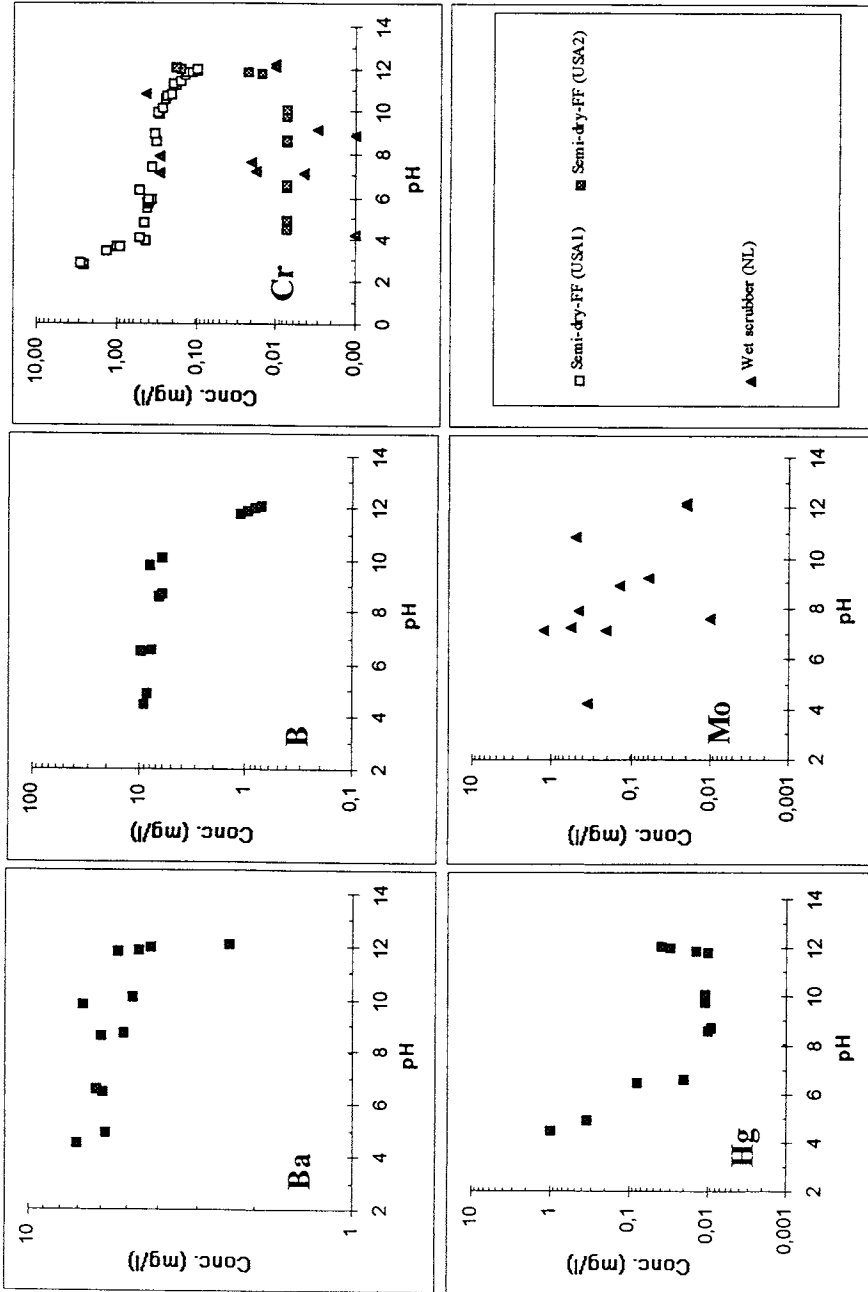 10
1
Conc. (mg/l)
Ba
2 4 6 8 10 12 14
pH
100
10
1
0,1
Conc. (mg/l)
B
2 4 6 8 10 12 14
pH
10,00
1,00
0,10
0,01
0,00
Conc. (mg/l)
Cr
0 2 4 6 8 10 12 14
pH
10
1
0,1
0,01
0,001
Conc. (mg/l)
Hg
2 4 6 8 10 12 14
pH
10
1
0,1
0,01
0,001
Conc. (mg/l)
Mo
2 4 6 8 10 12 14
pH
Semi-dry-FF (USA1)
Semi-dry-FF (USA2)
Wet scrubber (NL)